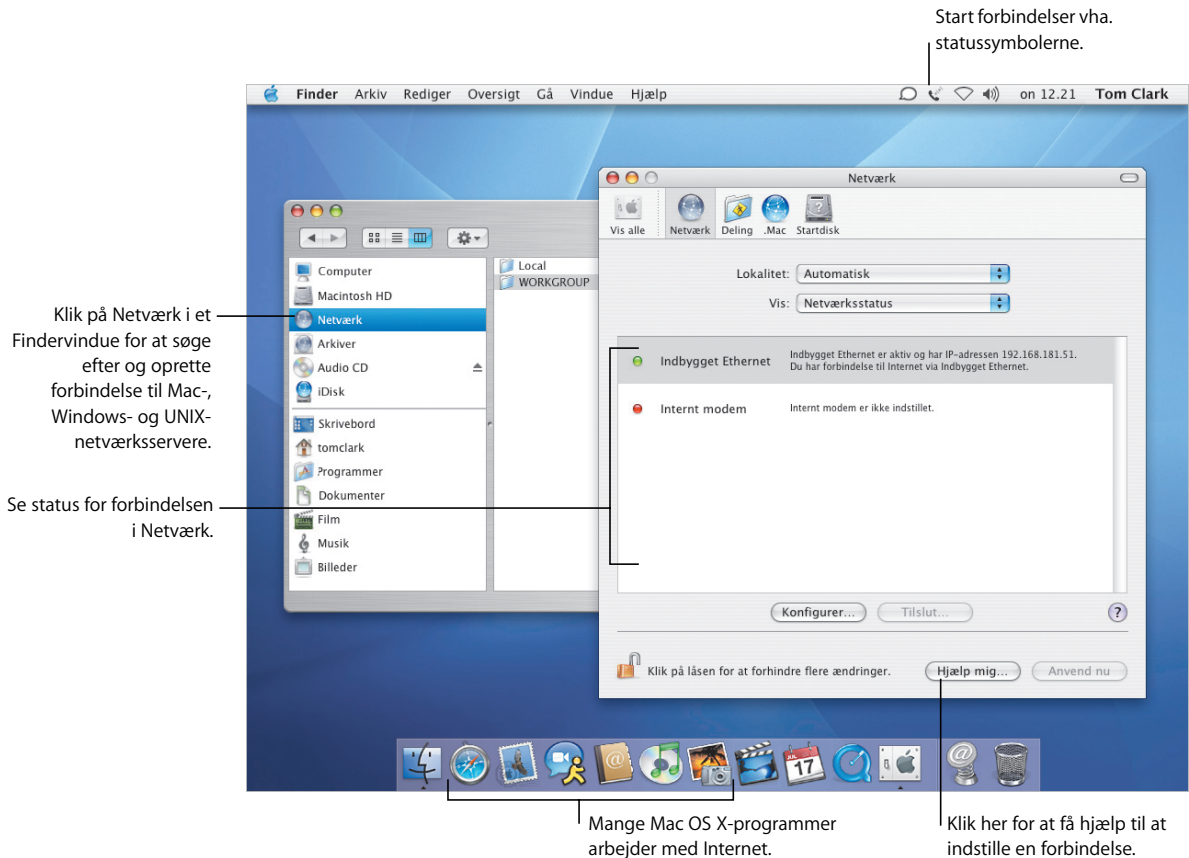 Start forbindelser vha.
statussymbolerne.
Finder Arkiv Rediger Oversigt Gå Vindue Hjælp on 12.21 Tom Clark
Netværk
Vis alle Netværk Deling .Mac Startdisk
Lokalitet: Automatisk
Vis: Netværksstatus
Computer
Macintosh HD
Netværk
Arkiver
Audio CD
iDisk
Skrivebord
tomclark
Programmer
Dokumenter
Film
Musik
Billeder
Local
WORKGROUP
Klik på Netværk i et
Findervindue for at søge
efter og oprette
forbindelse til Mac-,
Windows- og UNIX-
netværksservere.
Se status for forbindelsen
i Netværk.
Indbygget Ethernet
Indbygget Ethernet er aktiv og har IP-adressen 192.168.181.51.
Du har forbindelse til Internet via Indbygget Ethernet.
Internt modem
Internt modem er ikke indstillet.
Konfigurer... Tilslut... ?
Klik på låsen for at forhindre flere ændringer. Hjælp mig... Anvend nu
JUL
17
Mange Mac OS X-programmer
arbejder med Internet.
Klik her for at få hjælp til at
indstille en forbindelse.